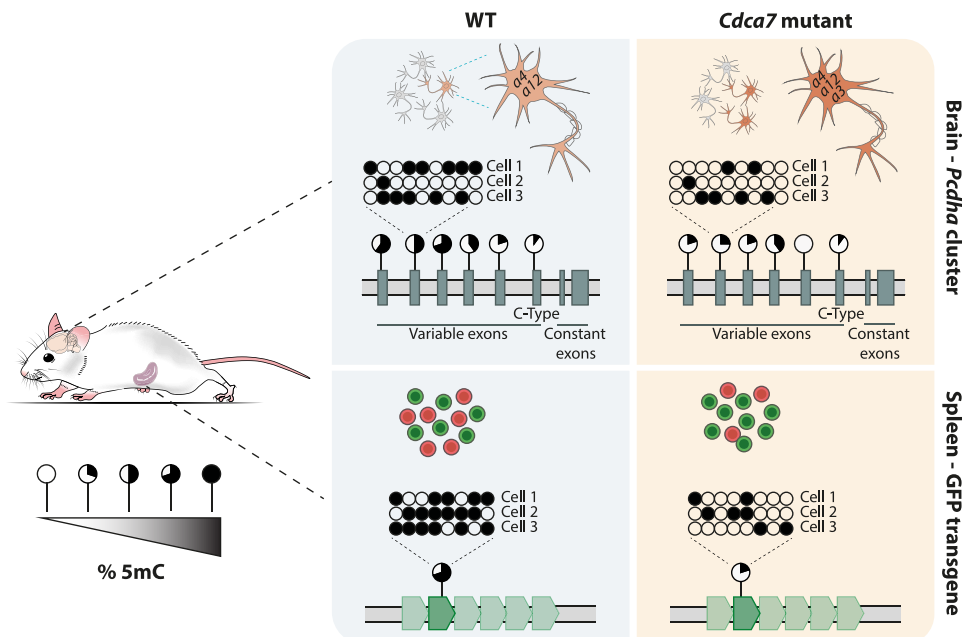 WT
Cdca7 mutant
a4
a12
a4
a12
a3
Cell 1
Cell 2
Cell 3
Cell 1
Cell 2
Cell 3
C-Type
Variable exons
Constant
exons
C-Type
Variable exons
Constant
exons
Brain - Pcdha cluster
Cell 1
Cell 2
Cell 3
Cell 1
Cell 2
Cell 3
Spleen - GFP transgene
% 5mC